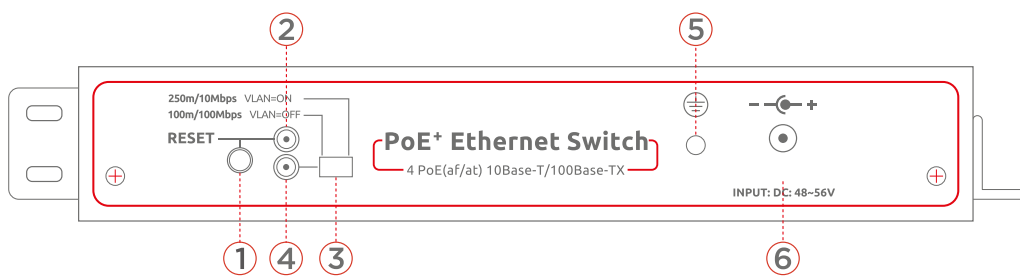 2
5
250m/10Mbps VLAN=ON
100m/100Mbps VLAN=OFF
RESET
PoE+ Ethernet Switch
4 PoE(af/at) 10Base-T/100Base-TX
- +
INPUT: DC: 48~56V
1
4
3
6